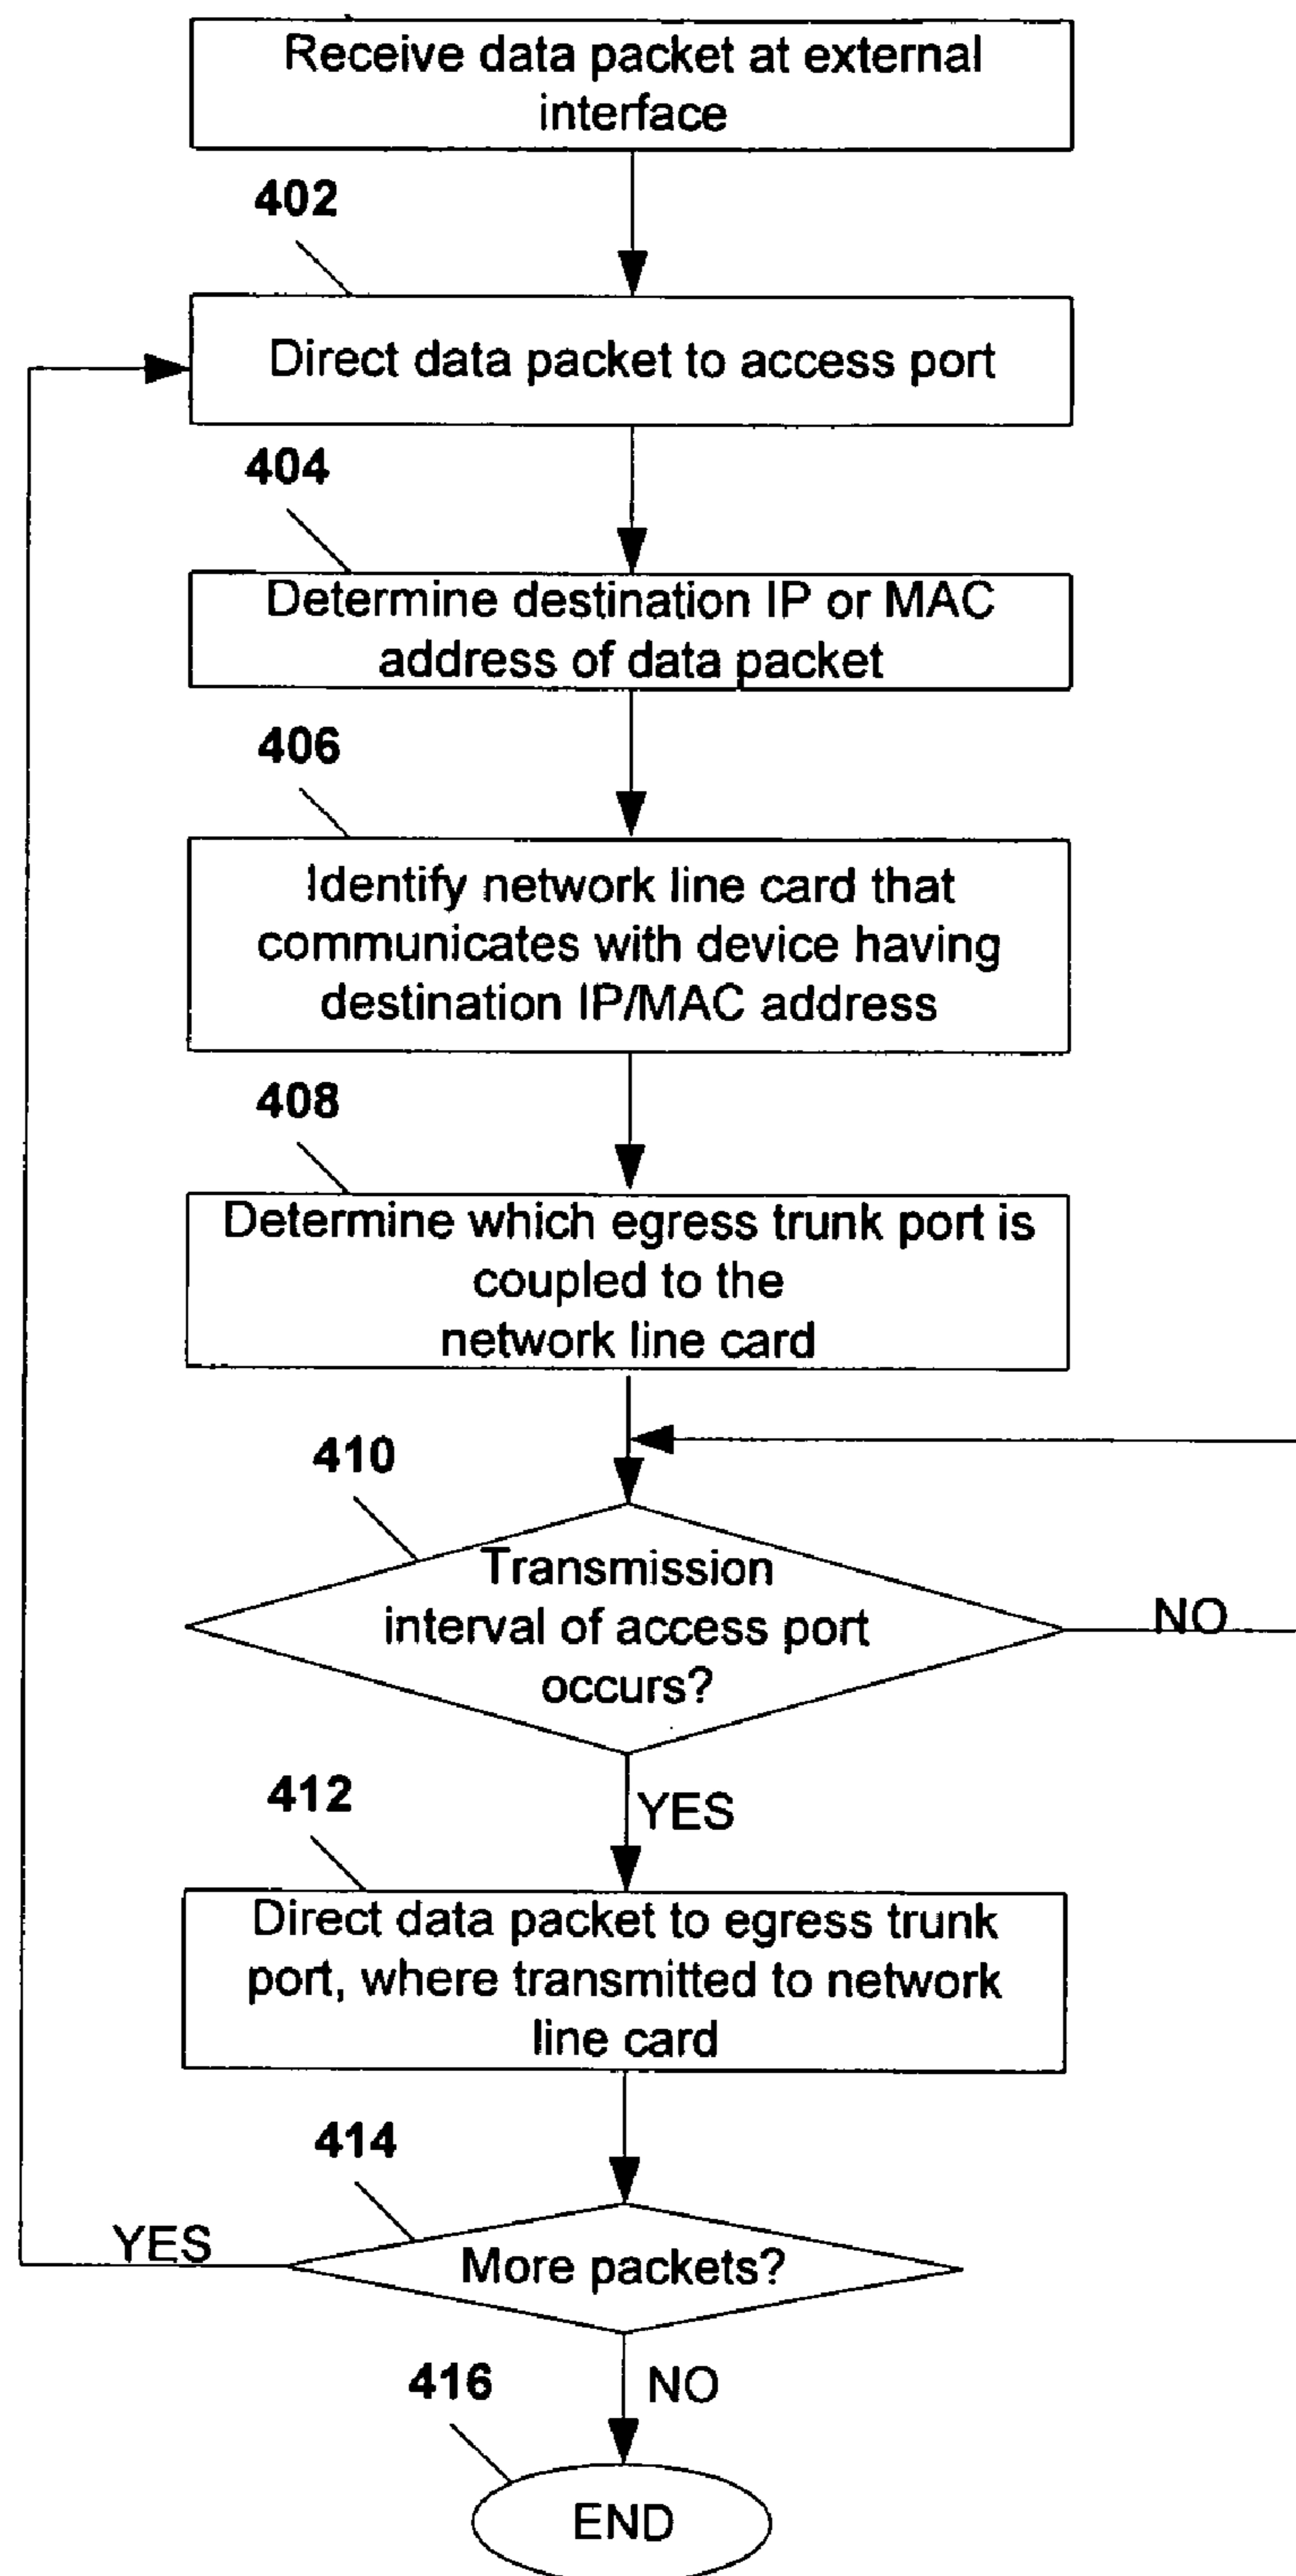 Receive data packet at external
interface
402
Direct data packet to access port
404
Determine destination IP or MAC
address of data packet
406
Identify network line card that
communicates with device having
destination IP/MAC address
408
Determine which egress trunk port is
coupled to the
network line card
410
Transmission
interval of access port
occurs?
NO
412
YES
Direct data packet to egress trunk
port, where transmitted to network
line card
414
YES
More packets?
416
NO
END